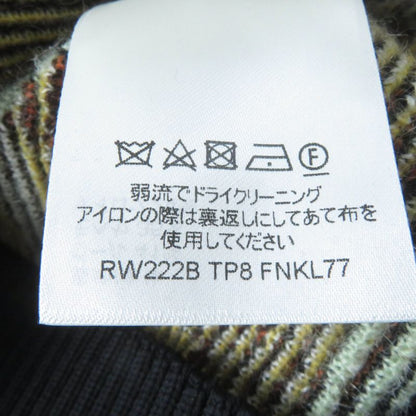 F
弱流でドライクリーニング
アイロンの際は裏返しにしてあて布を
使用してください
RW222B TP8 FNKL77